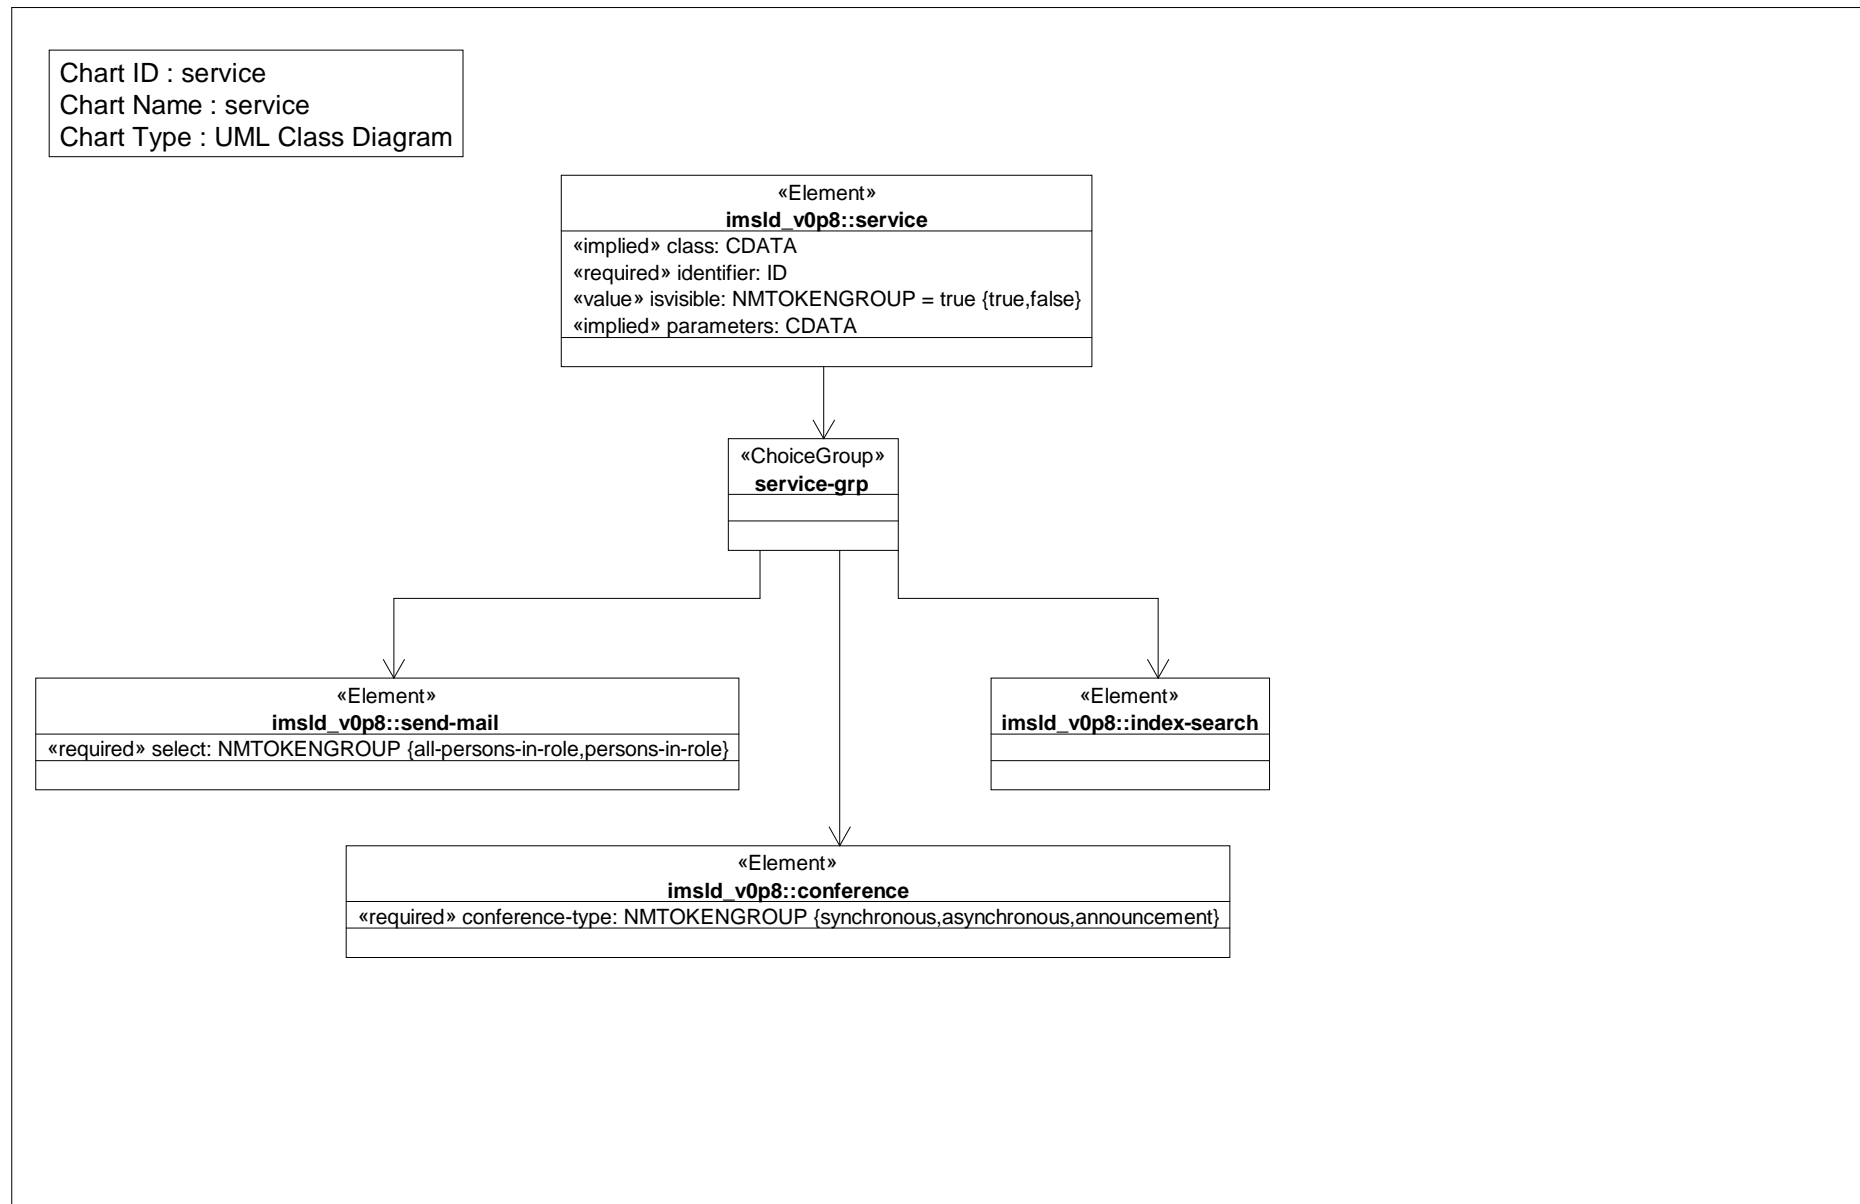 Chart ID : service
Chart Name : service
Chart Type : UML Class Diagram
«Element»
imsld_v0p8::service
«implied» class: CDATA
«required» identifier: ID
«value» isvisible: NMTOKENGROUP = true {true,false}
«implied» parameters: CDATA
«ChoiceGroup»
service-grp
«Element»
imsld_v0p8::send-mail
«required» select: NMTOKENGROUP {all-persons-in-role,persons-in-role}
«Element»
imsld_v0p8::index-search
«Element»
imsld_v0p8::conference
«required» conference-type: NMTOKENGROUP {synchronous,asynchronous,announcement}